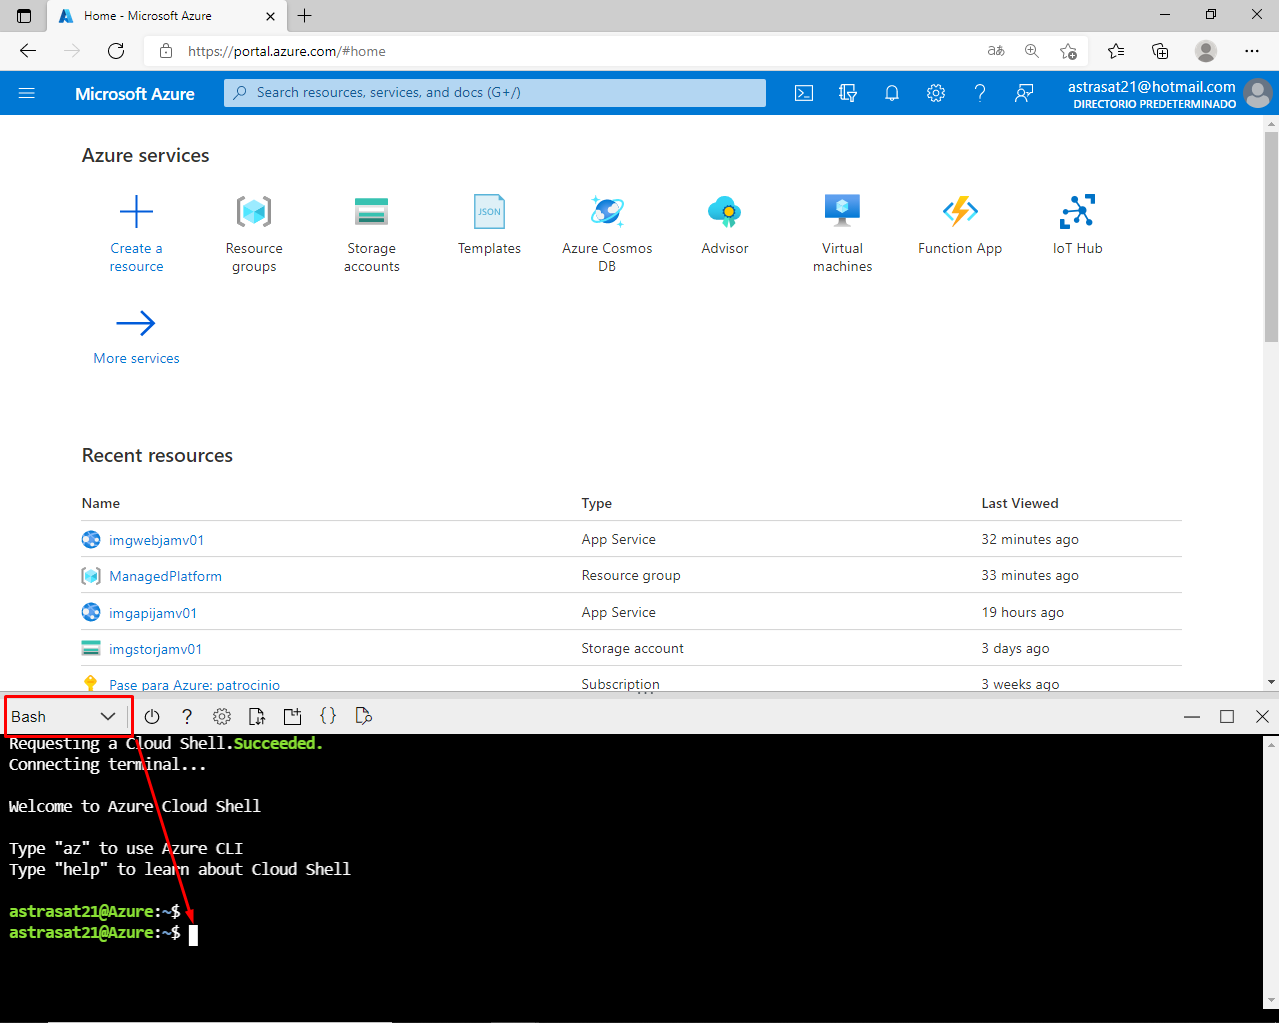 Home - Microsoft Azure
https://portal.azure.com/#home
aあ
Microsoft Azure
Search resources, services, and docs (G+/)
astrasat21@hotmail.com
DIRECTORIO PREDETERMINADO
Azure services
Create a resource
Resource groups
Storage accounts
JSON
Templates
Azure Cosmos DB
Advisor
Virtual machines
Function App
IoT Hub
More services
Recent resources
Name Type Last Viewed
imgwebjamv01 App Service 32 minutes ago
ManagedPlatform Resource group 33 minutes ago
imgapijamv01 App Service 19 hours ago
imgstorjamv01 Storage account 3 days ago
Pase para Azure: patrocinio Subscription 3 weeks ago
Bash
Requesting a Cloud Shell.Succeeded.
Connecting terminal...
Welcome to Azure Cloud Shell
Type "az" to use Azure CLI
Type "help" to learn about Cloud Shell
astrasat21@Azure:~$
astrasat21@Azure:~$